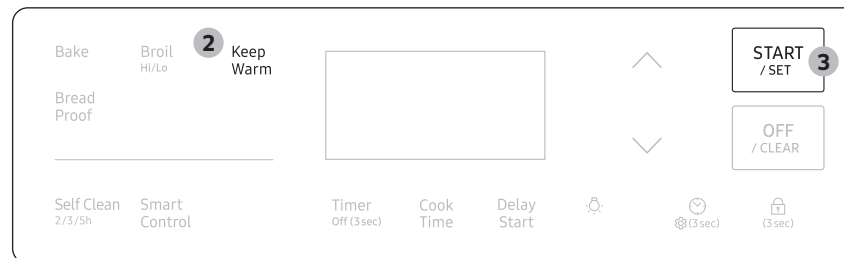 Bake
Broil
Hi/Lo
2
Keep
Warm
START
/ SET
3
Bread
Proof
OFF
/ CLEAR
Self Clean
2/3/5h
Smart
Control
Timer
Off (3 sec)
Cook
Time
Delay
Start
(3 sec)
(3 sec)